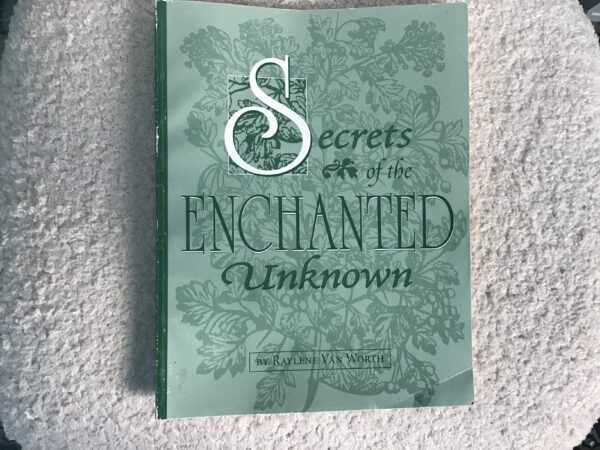 Secrets
of the
ENCHANTED
Unknown
BY RAYLENE VAN WORTH